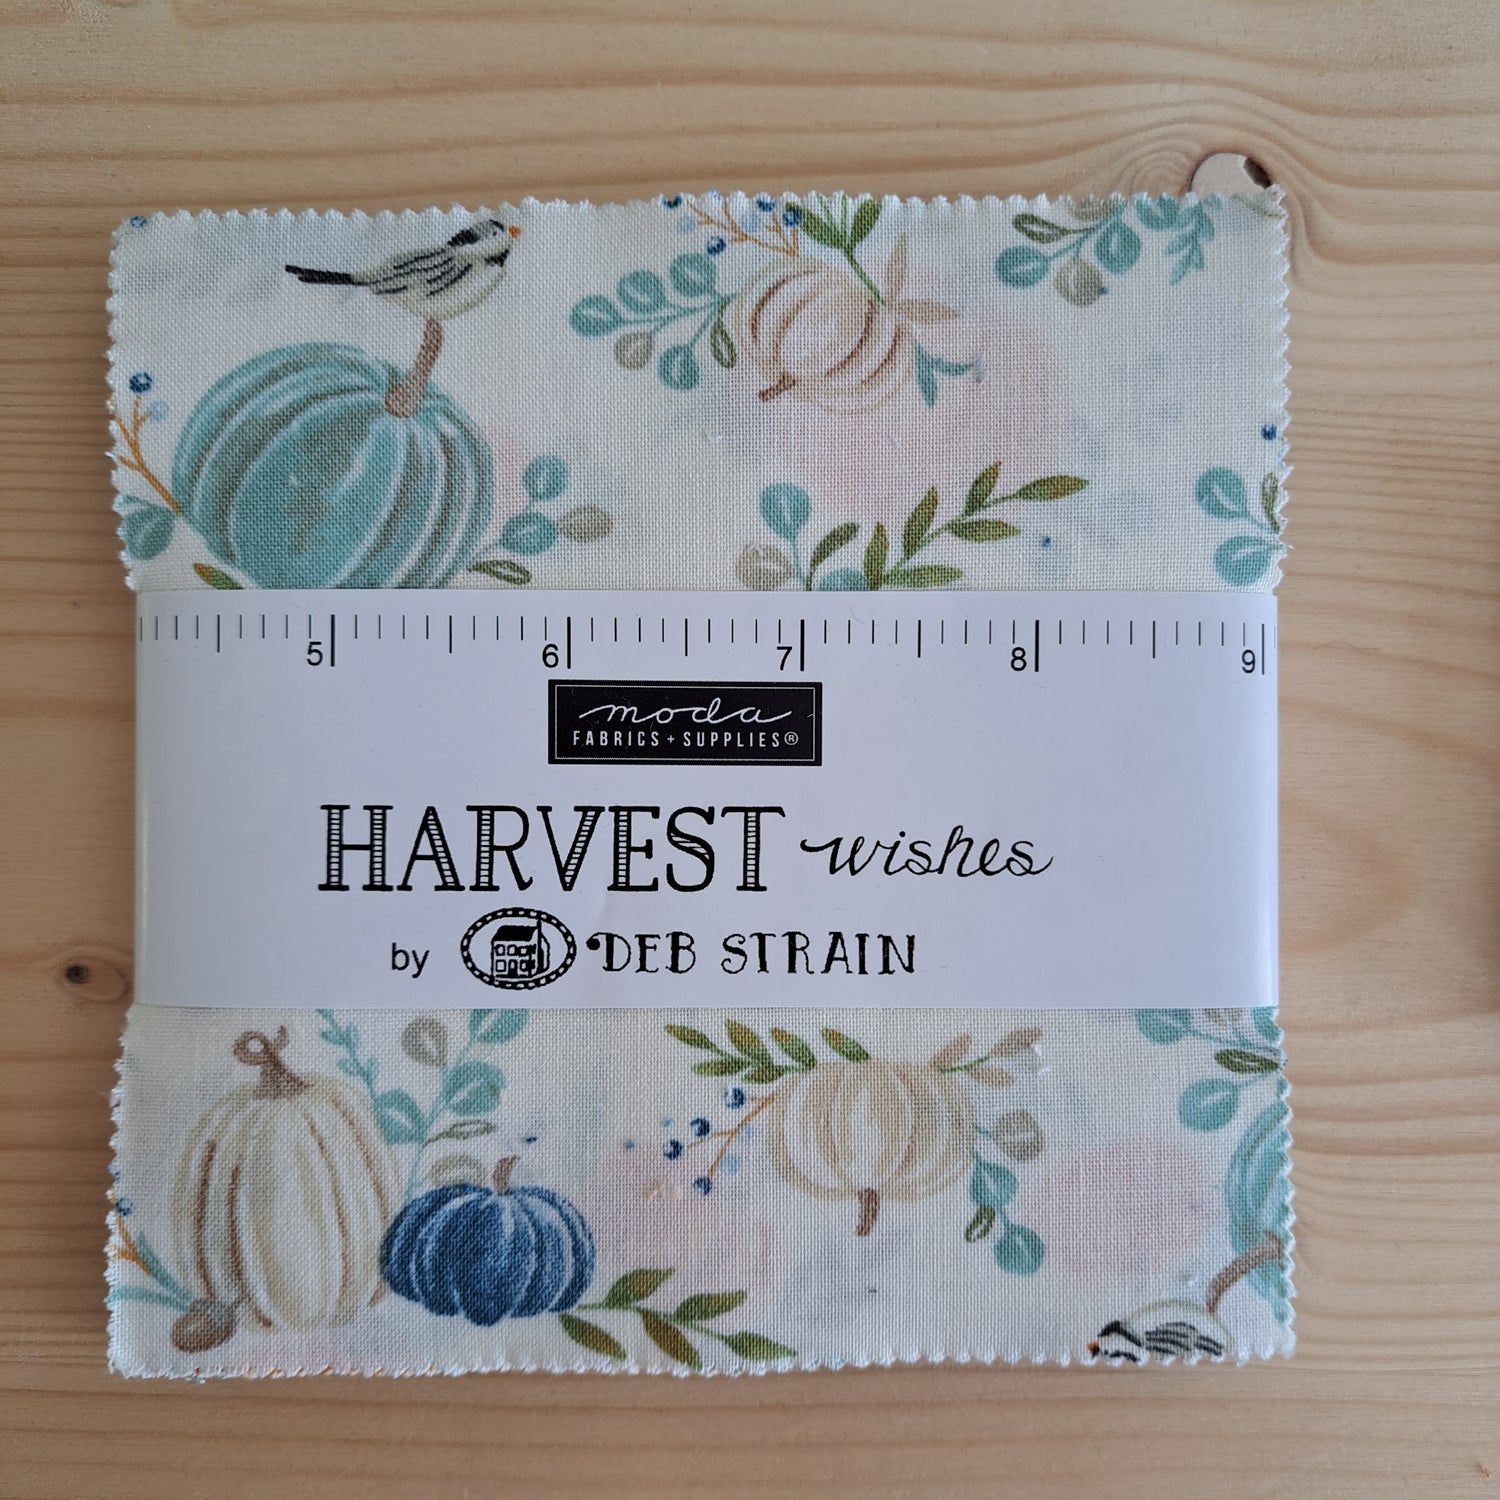 5 6 7 8 9
moda
FABRICS + SUPPLIES®
HARVEST wishes
by DEB STRAIN